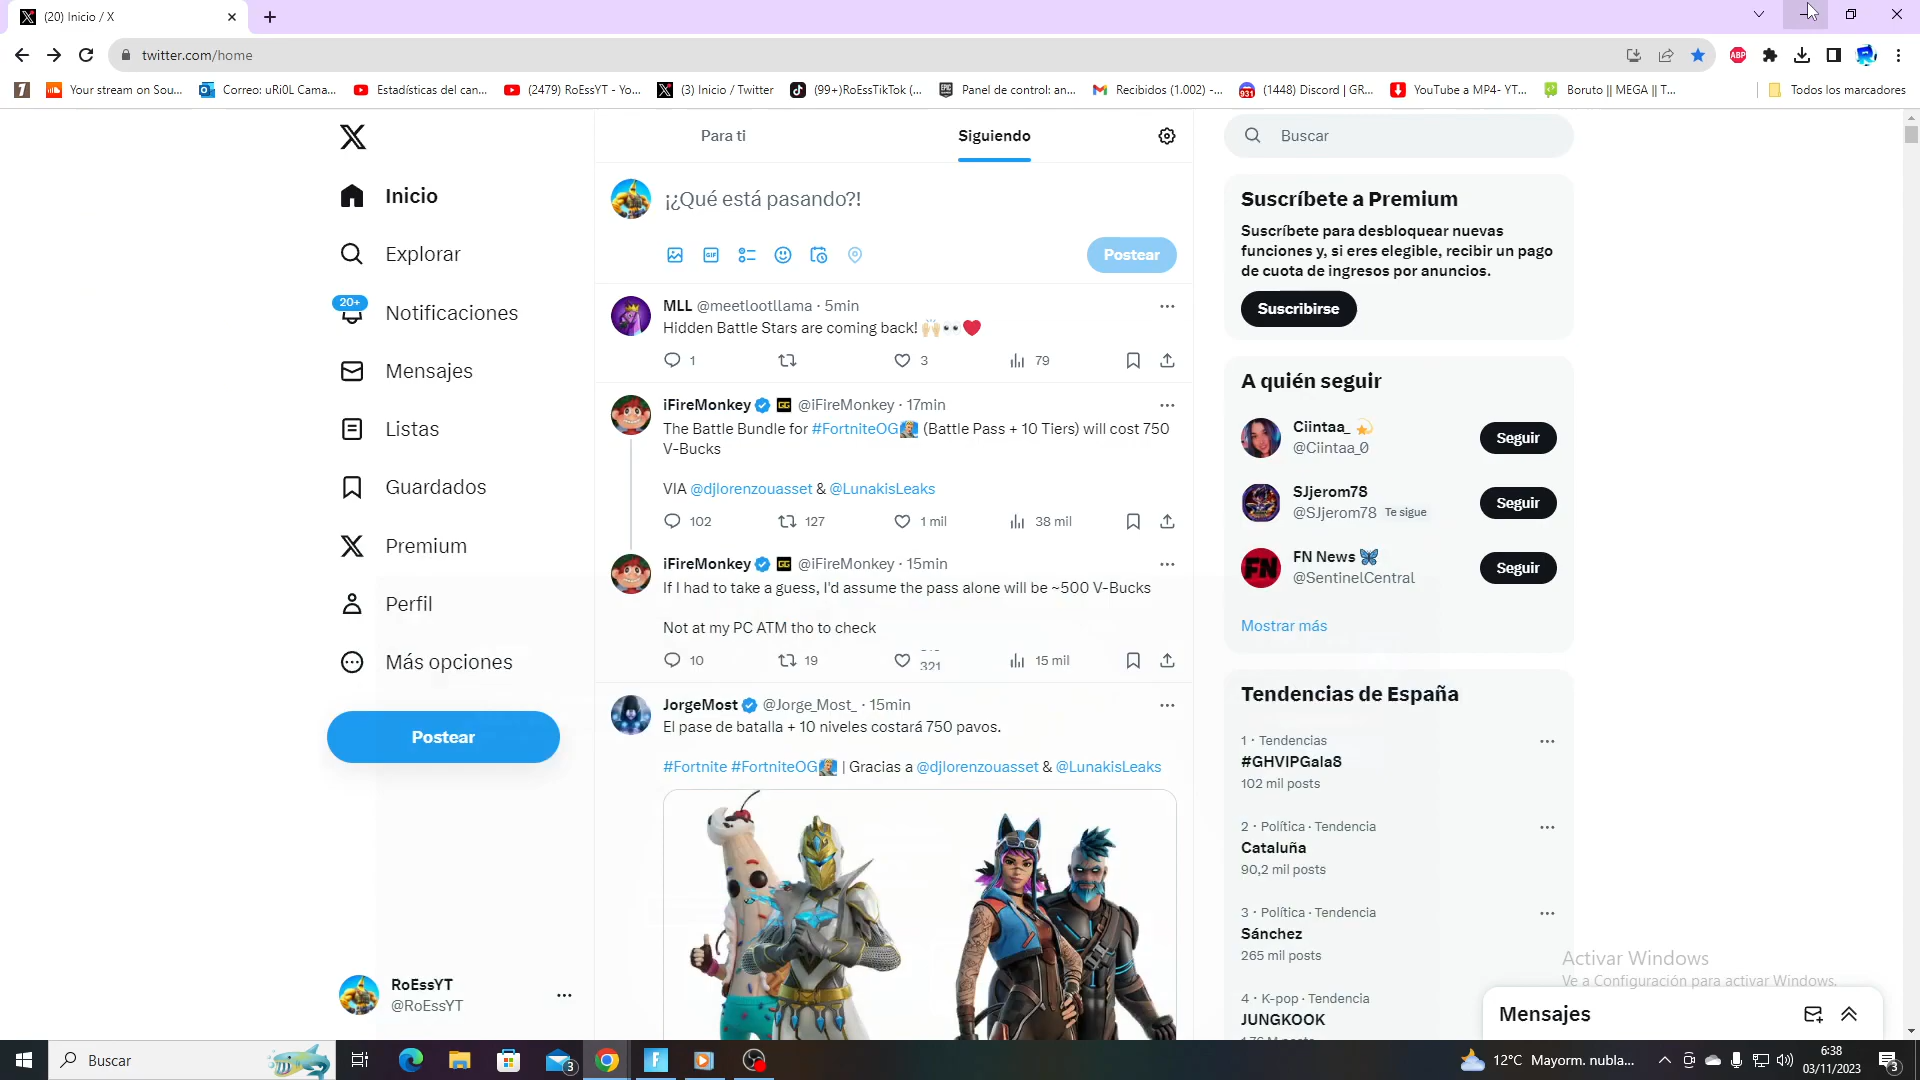 (20) Inicio / X
twitter.com/home
ABP
Your stream on Sou...
Correo: uRi0L Cama...
Estadísticas del can...
(2479) RoEssYT - Yo...
(3) Inicio / Twitter
(99+)RoEssTikTok (...
Panel de control: an...
Recibidos (1.002) -...
931
(1448) Discord | GR...
YouTube a MP4- YT...
Boruto || MEGA || T...
Todos los marcadores
Inicio
Explorar
20+
Notificaciones
Mensajes
Listas
Guardados
Premium
Perfil
Más opciones
Postear
RoEssYT
@RoEssYT
Para ti
Siguiendo
¡¿Qué está pasando?!
GIF
Postear
MLL @meetlootllama · 5min
Hidden Battle Stars are coming back! 🙌🏻👀❤️
1
3
79
iFireMonkey GG @iFireMonkey · 17min
The Battle Bundle for #FortniteOG (Battle Pass + 10 Tiers) will cost 750
V-Bucks
VIA @djlorenzouasset & @LunakisLeaks
102
127
1 mil
38 mil
iFireMonkey GG @iFireMonkey · 15min
If I had to take a guess, I'd assume the pass alone will be ~500 V-Bucks
Not at my PC ATM tho to check
10
19
321
15 mil
JorgeMost @Jorge_Most_ · 15min
El pase de batalla + 10 niveles costará 750 pavos.
#Fortnite #FortniteOG | Gracias a @djlorenzouasset & @LunakisLeaks
Buscar
Suscríbete a Premium
Suscríbete para desbloquear nuevas
funciones y, si eres elegible, recibir un pago
de cuota de ingresos por anuncios.
Suscribirse
A quién seguir
Ciintaa_ 💫
@Ciintaa_0
Seguir
SJjerom78
@SJjerom78 Te sigue
Seguir
FN
FN News 🦋
@SentinelCentral
Seguir
Mostrar más
Tendencias de España
1 · Tendencias
#GHVIPGala8
102 mil posts
2 · Política · Tendencia
Cataluña
90,2 mil posts
3 · Política · Tendencia
Sánchez
265 mil posts
4 · K-pop · Tendencia
JUNGKOOK
Activar Windows
Ve a Configuración para activar Windows.
Mensajes
Buscar
3
12°C Mayorm. nubla...
6:38
03/11/2023
3